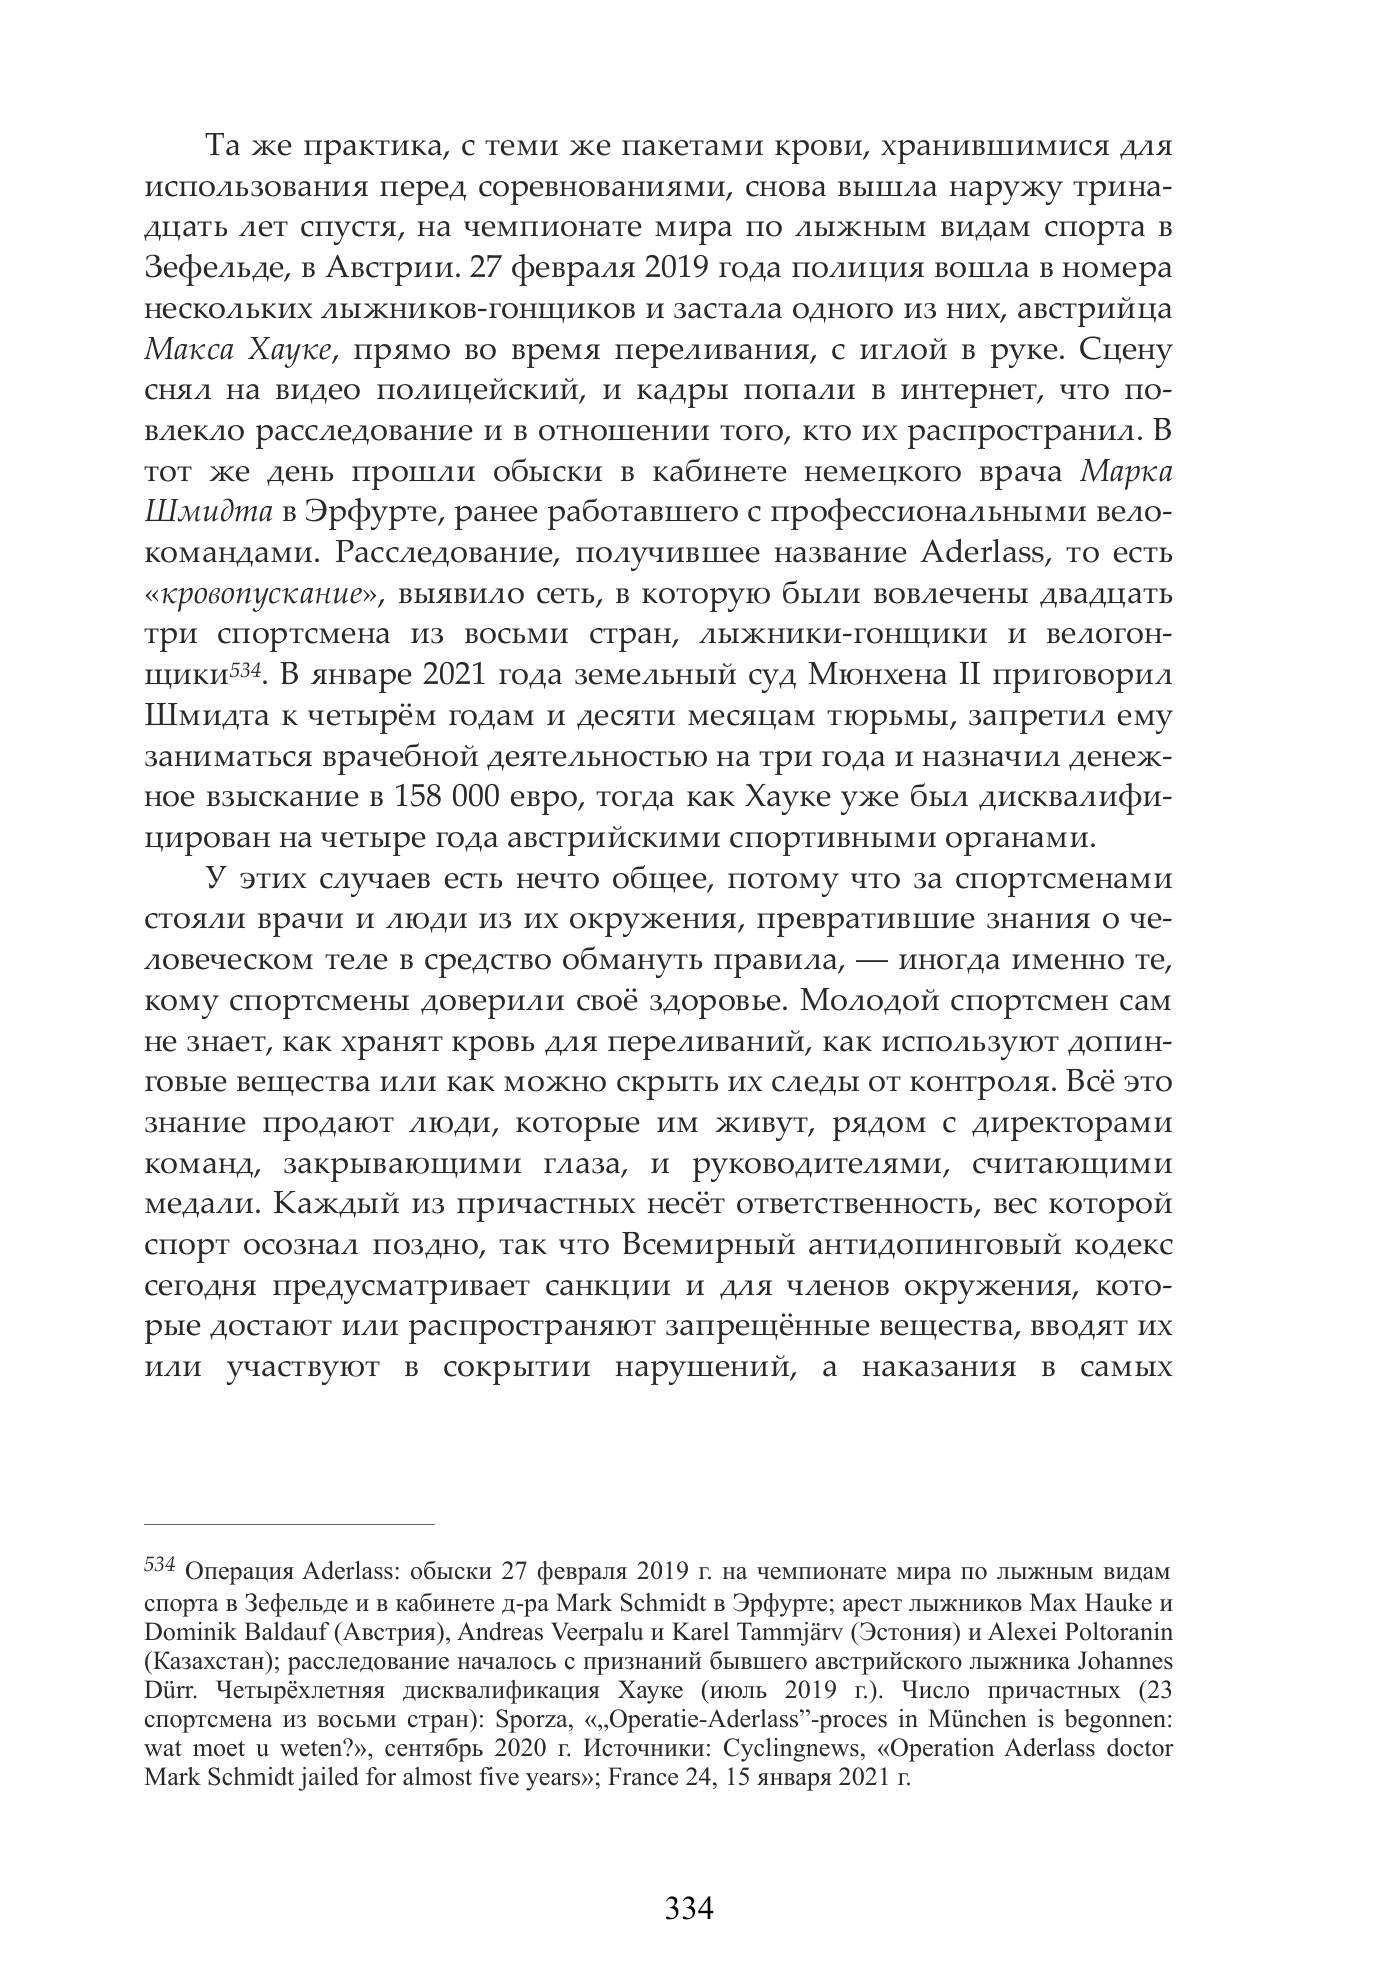 Та же практика, с теми же пакетами крови, хранившимися для
использования перед соревнованиями, снова вышла наружу трина-
дцать лет спустя, на чемпионате мира по лыжным видам спорта в
Зефельде, в Австрии. 27 февраля 2019 года полиция вошла в номера
нескольких лыжников-гонщиков и застала одного из них, австрийца
Макса Хауке, прямо во время переливания, с иглой в руке. Сцену
снял на видео полицейский, и кадры попали в интернет, что по-
влекло расследование и в отношении того, кто их распространил. В
тот же день прошли обыски в кабинете немецкого врача Марка
Шмидта в Эрфурте, ранее работавшего с профессиональными вело-
командами. Расследование, получившее название Aderlass, то есть
«кровопускание», выявило сеть, в которую были вовлечены двадцать
три спортсмена из восьми стран, лыжники-гонщики и велогон-
щики534. В январе 2021 года земельный суд Мюнхена II приговорил
Шмидта к четырём годам и десяти месяцам тюрьмы, запретил ему
заниматься врачебной деятельностью на три года и назначил денеж-
ное взыскание в 158 000 евро, тогда как Хауке уже был дисквалифи-
цирован на четыре года австрийскими спортивными органами.
У этих случаев есть нечто общее, потому что за спортсменами
стояли врачи и люди из их окружения, превратившие знания о че-
ловеческом теле в средство обмануть правила, — иногда именно те,
кому спортсмены доверили своё здоровье. Молодой спортсмен сам
не знает, как хранят кровь для переливаний, как используют допин-
говые вещества или как можно скрыть их следы от контроля. Всё это
знание продают люди, которые им живут, рядом с директорами
команд, закрывающими глаза, и руководителями, считающими
медали. Каждый из причастных несёт ответственность, вес которой
спорт осознал поздно, так что Всемирный антидопинговый кодекс
сегодня предусматривает санкции и для членов окружения, кото-
рые достают или распространяют запрещённые вещества, вводят их
или участвуют в сокрытии нарушений, а наказания в самых
534 Операция Aderlass: обыски 27 февраля 2019 г. на чемпионате мира по лыжным видам
спорта в Зефельде и в кабинете д-ра Mark Schmidt в Эрфурте; арест лыжников Max Hauke и
Dominik Baldauf (Австрия), Andreas Veerpalu и Karel Tammjärv (Эстония) и Alexei Poltoranin
(Казахстан); расследование началось с признаний бывшего австрийского лыжника Johannes
Dürr. Четырёхлетняя дисквалификация Хауке (июль 2019 г.). Число причастных (23
спортсмена из восьми стран): Sporza, «„Operatie-Aderlass”-proces in München is begonnen:
wat moet u weten?», сентябрь 2020 г. Источники: Cyclingnews, «Operation Aderlass doctor
Mark Schmidt jailed for almost five years»; France 24, 15 января 2021 г.
334